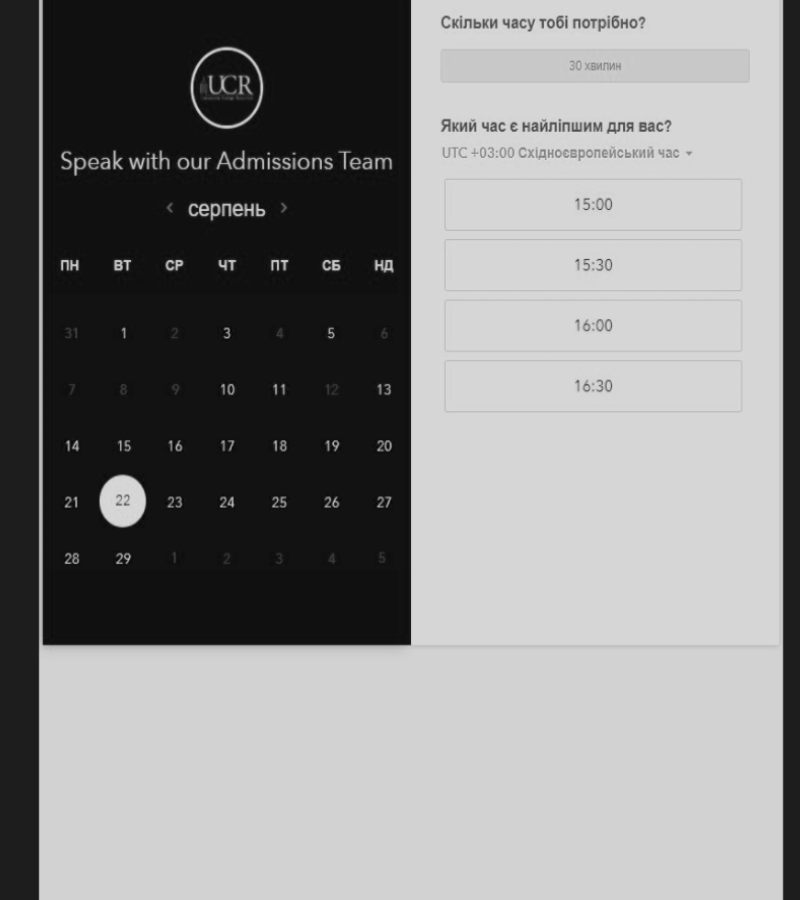 UCR
Speak with our Admissions Team
серпень
ПН ВТ СР ЧТ ПТ СБ НД
31 1 2 3 4 5 6
7 8 9 10 11 12 13
14 15 16 17 18 19 20
21 22 23 24 25 26 27
28 29 1 2 3 4 5
Скільки часу тобі потрібно?
30 хвилин
Який час є найліпшим для вас?
UTC +03:00 Східноєвропейський час
15:00
15:30
16:00
16:30